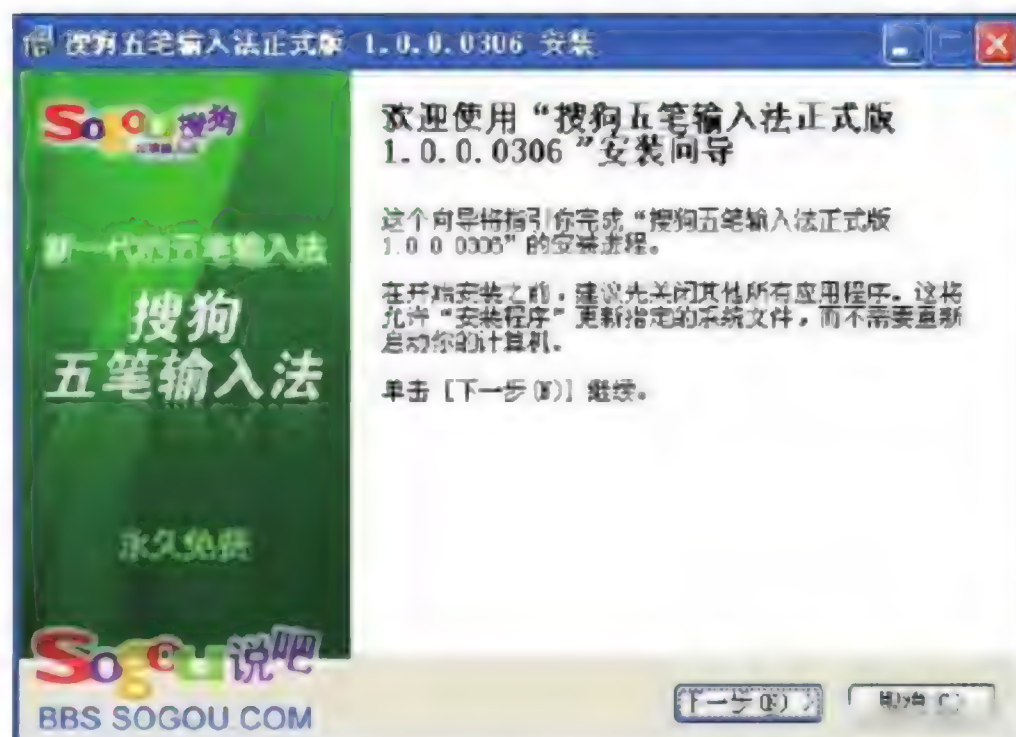 搜狗五笔输入法正式版 1.0.0.0306 安装
Sogou 搜狗
新一代的五笔输入法
搜狗
五笔输入法
永久免费
Sogou 说吧
BBS SOGOU COM
欢迎使用“搜狗五笔输入法正式版
1.0.0.0306”安装向导
这个向导将指引你完成“搜狗五笔输入法正式版
1.0.0.0306”的安装进程。
在开始安装之前，建议先关闭其他所有应用程序。这将
允许“安装程序”更新指定的系统文件，而不需要重新
启动你的计算机。
单击 [下一步(N)] 继续。
下一步(N) >
取消(C)